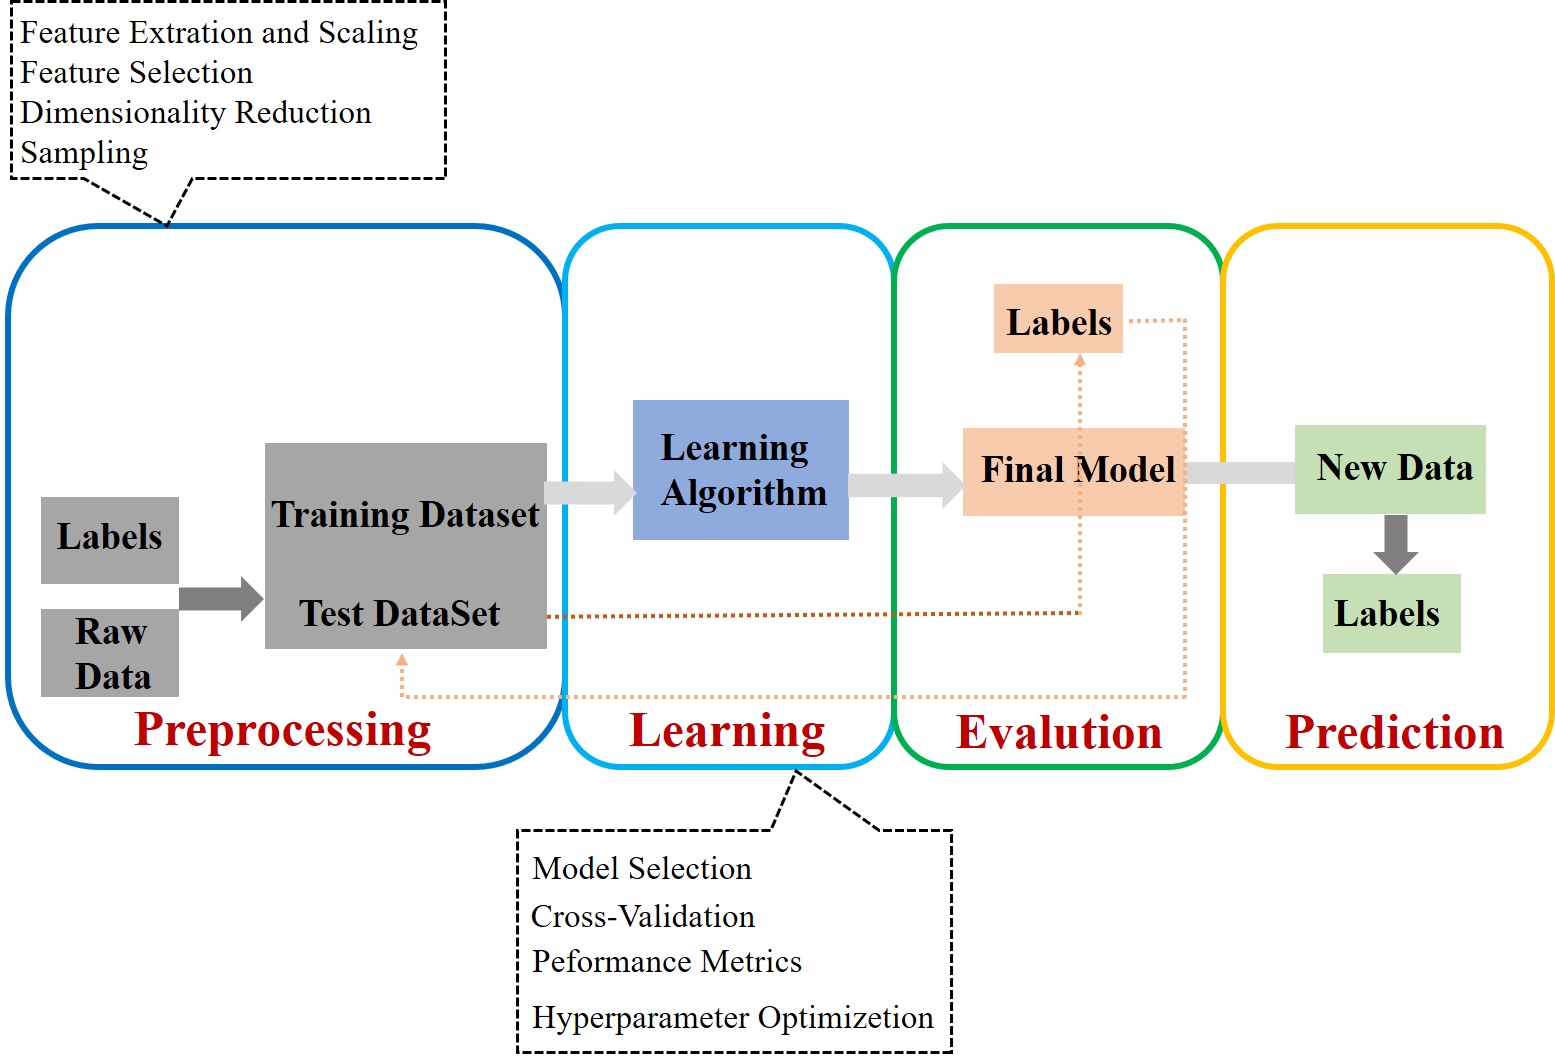 Feature Extration and Scaling
Feature Selection
Dimensionality Reduction
Sampling
Labels
Raw
Data
Training Dataset
Test DataSet
Preprocessing
Learning
Algorithm
Learning
Labels
Final Model
Evalution
New Data
Labels
Prediction
Model Selection
Cross-Validation
Peformance Metrics
Hyperparameter Optimizetion